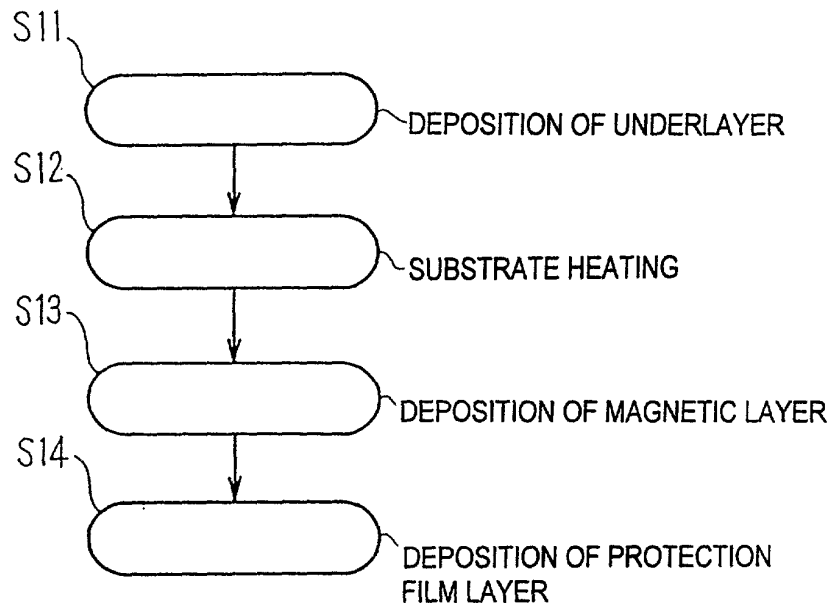 S11
DEPOSITION OF UNDERLAYER
S12
SUBSTRATE HEATING
S13
DEPOSITION OF MAGNETIC LAYER
S14
DEPOSITION OF PROTECTION
FILM LAYER